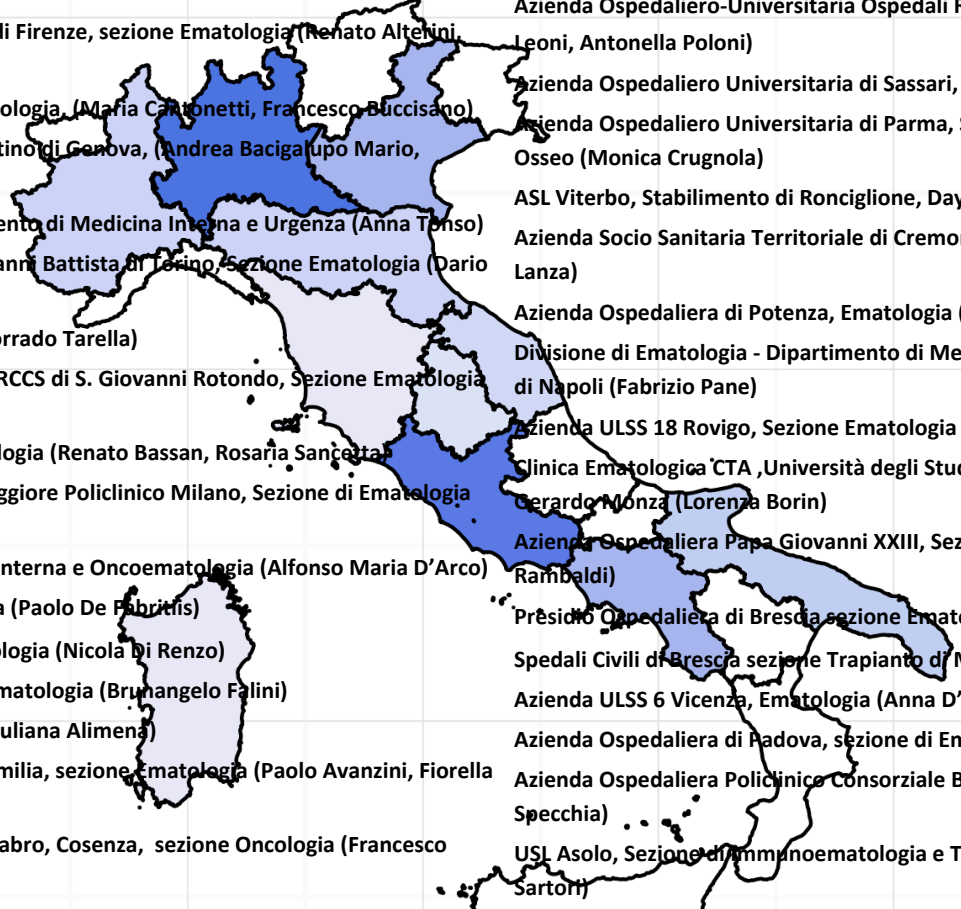 di Firenze, sezione Ematologia (Renato Alterini,
ologia, (Maria Cantonetti, Francesco Buccisano)
tino di Genova, (Andrea Bacigalupo Mario,
ento di Medicina Interna e Urgenza (Anna Tonso)
anni Battista di Torino, Sezione Ematologia (Dario
orrado Tarella)
RCCS di S. Giovanni Rotondo, Sezione Ematologia
logia (Renato Bassan, Rosaria Sancetta)
ggiore Policlinico Milano, Sezione di Ematologia
nterna e Oncoematologia (Alfonso Maria D’Arco)
a (Paolo De Fabritiis)
ologia (Nicola Di Renzo)
matologia (Brunangelo Falini)
uliana Alimena)
milia, sezione Ematologia (Paolo Avanzini, Fiorella
abro, Cosenza, sezione Oncologia (Francesco
Azienda Ospedaliero-Universitaria Ospedali
Leoni, Antonella Poloni)
Azienda Ospedaliero Universitaria di Sassari,
Azienda Ospedaliero Universitaria di Parma,
Osseo (Monica Crugnola)
ASL Viterbo, Stabilimento di Ronciglione, Day
Azienda Socio Sanitaria Territoriale di Cremo
Lanza)
Azienda Ospedaliera di Potenza, Ematologia (
Divisione di Ematologia - Dipartimento di Me
di Napoli (Fabrizio Pane)
Azienda ULSS 18 Rovigo, Sezione Ematologia
Clinica Ematologica CTA ,Università degli Stud
Gerardo Monza (Lorenza Borin)
Azienda Ospedaliera Papa Giovanni XXIII, Sez
Rambaldi)
Presidio Ospedaliera di Brescia sezione Emato
Spedali Civili di Brescia sezione Trapianto di M
Azienda ULSS 6 Vicenza, Ematologia (Anna D’
Azienda Ospedaliera di Padova, sezione di Em
Azienda Ospedaliera Policlinico Consorziale B
Specchia)
USL Asolo, Sezione di Immunoematologia e T
Sartori)